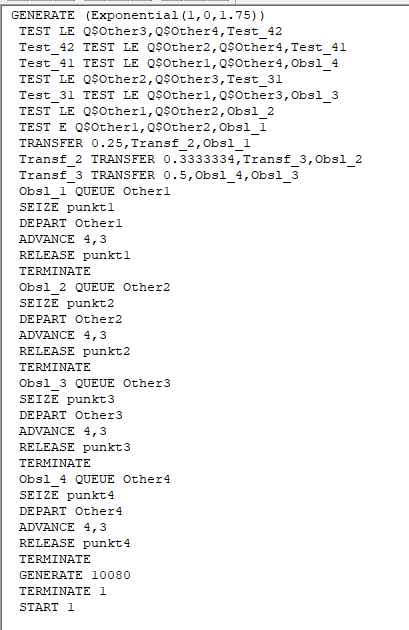 GENERATE (Exponential(1,0,1.75))
TEST LE Q$Other3,Q$Other4,Test_42
Test_42 TEST LE Q$Other2,Q$Other4,Test_41
Test_41 TEST LE Q$Other1,Q$Other4,Obsl_4
TEST LE Q$Other2,Q$Other3,Test_31
Test_31 TEST LE Q$Other1,Q$Other3,Obsl_3
TEST LE Q$Other1,Q$Other2,Obsl_2
TEST E Q$Other1,Q$Other2,Obsl_1
TRANSFER 0.25,Transf_2,Obsl_1
Transf_2 TRANSFER 0.3333334,Transf_3,Obsl_2
Transf_3 TRANSFER 0.5,Obsl_4,Obsl_3
Obsl_1 QUEUE Other1
SEIZE punkt1
DEPART Other1
ADVANCE 4,3
RELEASE punkt1
TERMINATE
Obsl_2 QUEUE Other2
SEIZE punkt2
DEPART Other2
ADVANCE 4,3
RELEASE punkt2
TERMINATE
Obsl_3 QUEUE Other3
SEIZE punkt3
DEPART Other3
ADVANCE 4,3
RELEASE punkt3
TERMINATE
Obsl_4 QUEUE Other4
SEIZE punkt4
DEPART Other4
ADVANCE 4,3
RELEASE punkt4
TERMINATE
GENERATE 10080
TERMINATE 1
START 1